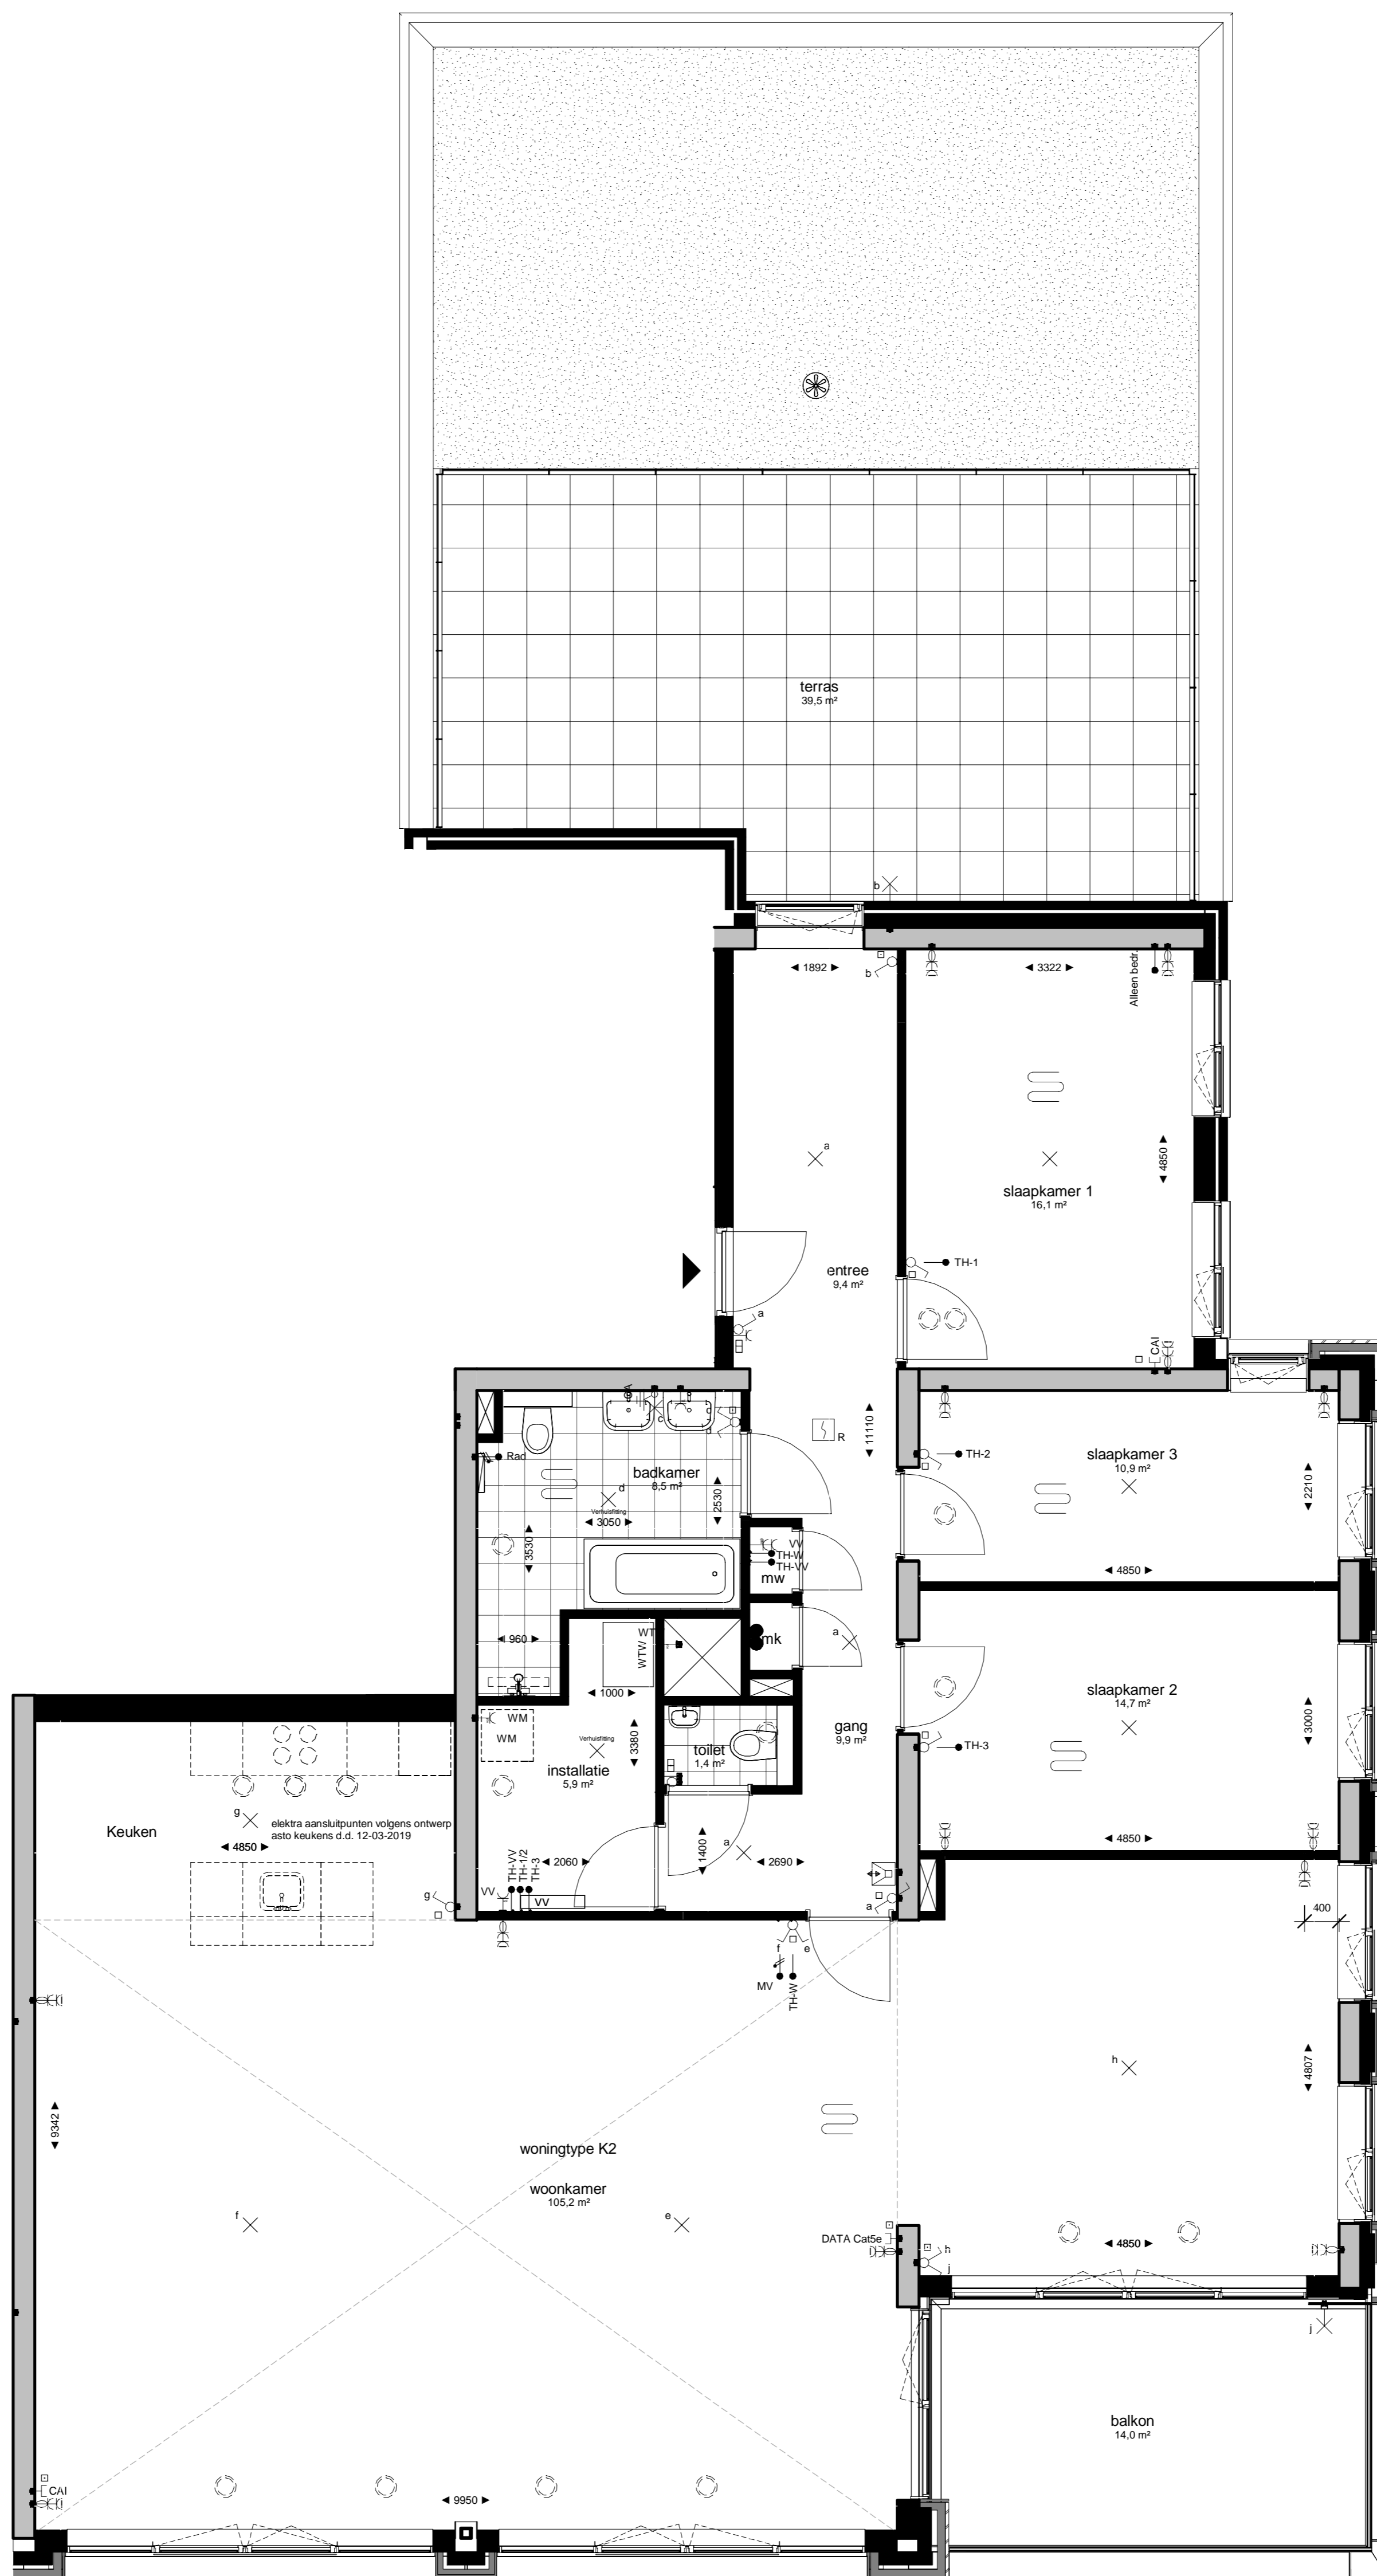 terras
39,5 m²
b
◄ 1892 ►
b
◄ 3322 ►
Alleen bedr.
a
◄ 4850 ►
slaapkamer 1
16,1 m²
TH-1
entree
9,4 m²
a
CAI
c
d
R
◄ 11110 ►
Rad
badkamer
8,5 m²
d
Verhuisfitting
◄ 3050 ►
◄ 2530 ►
◄ 3530 ►
TH-2
slaapkamer 3
10,9 m²
◄ 2210 ►
◄ 4850 ►
VV
TH-W
TH-VV
mw
mk
a
WT
WTW
◄ 960 ►
◄ 1000 ►
slaapkamer 2
14,7 m²
◄ 3000 ►
TH-3
◄ 4850 ►
gang
9,9 m²
toilet
1,4 m²
WM
WM
Verhuisfitting
◄ 3380 ►
installatie
5,9 m²
g
elektra aansluitpunten volgens ontwerp
asto keukens d.d. 12-03-2019
Keuken
◄ 4850 ►
◄ 2060 ►
◄ 1400 ►
a
◄ 2690 ►
TH-VV
TH-1/2
TH-3
VV
VV
g
a
400
f
e
MV
TH-W
h
◄ 4807 ►
◄ 9342 ►
woningtype K2
woonkamer
105,2 m²
f
e
DATA Cat5e
h
j
◄ 4850 ►
j
balkon
14,0 m²
CAI
◄ 9950 ►